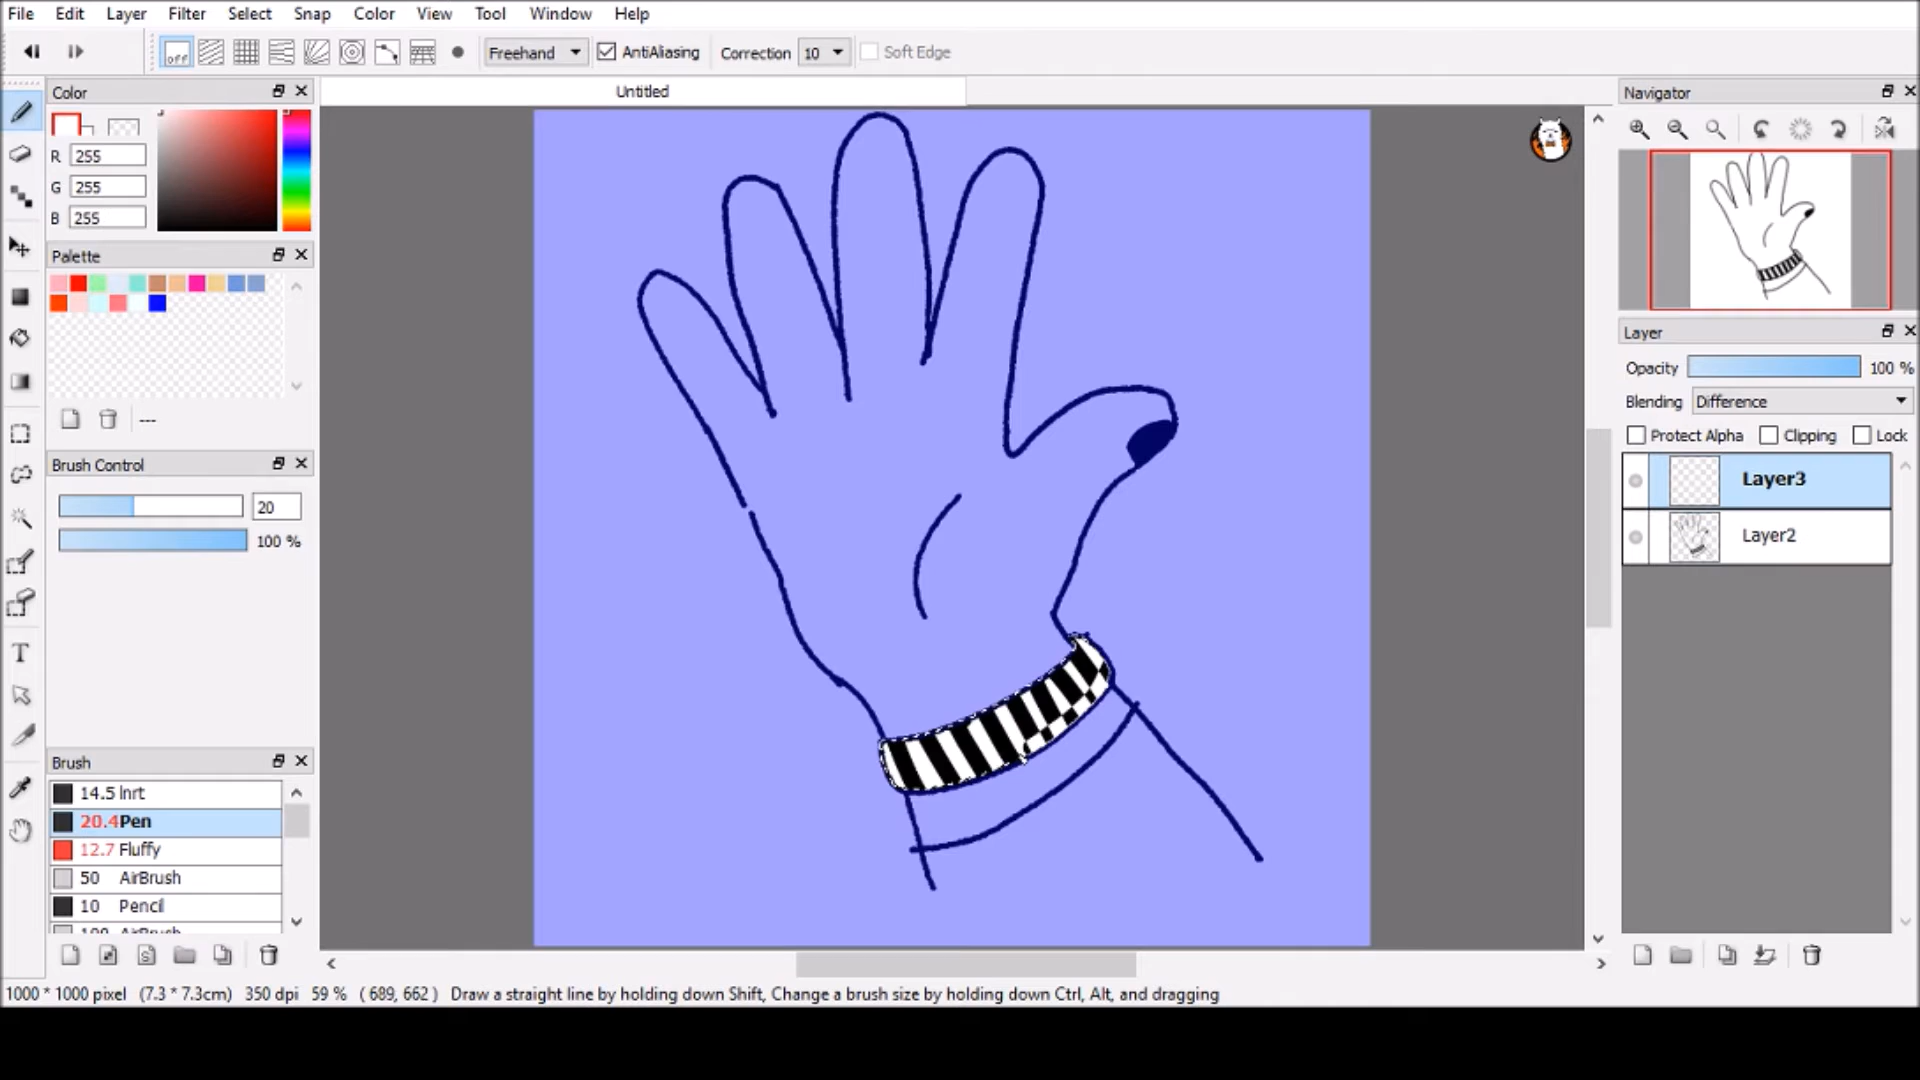 File Edit Layer Filter Select Snap Color View Tool Window Help
off Freehand AntiAliasing Correction 10 Soft Edge
Color
Untitled
Navigator
R 255
G 255
B 255
Palette
---
Layer
Opacity 100 %
Blending Difference
Protect Alpha Clipping Lock
Brush Control
Layer3
20
100 %
Layer2
Brush
14.5 lnrt
20.4 Pen
12.7 Fluffy
50 AirBrush
10 Pencil
100 AirBrush
1000 * 1000 pixel (7.3 * 7.3cm) 350 dpi 59 % ( 689, 662 ) Draw a straight line by holding down Shift, Change a brush size by holding down Ctrl, Alt, and dragging
T